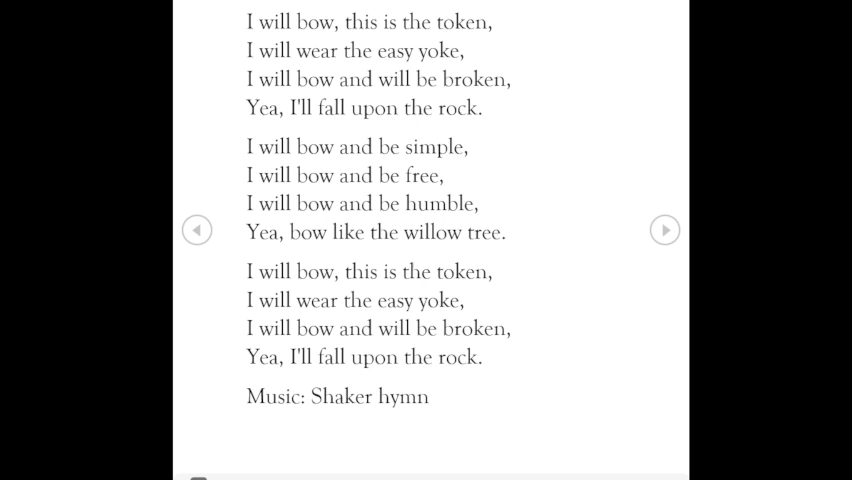 I will bow, this is the token,
I will wear the easy yoke,
I will bow and will be broken,
Yea, I'll fall upon the rock.
I will bow and be simple,
I will bow and be free,
I will bow and be humble,
Yea, bow like the willow tree.
I will bow, this is the token,
I will wear the easy yoke,
I will bow and will be broken,
Yea, I'll fall upon the rock.
Music: Shaker hymn